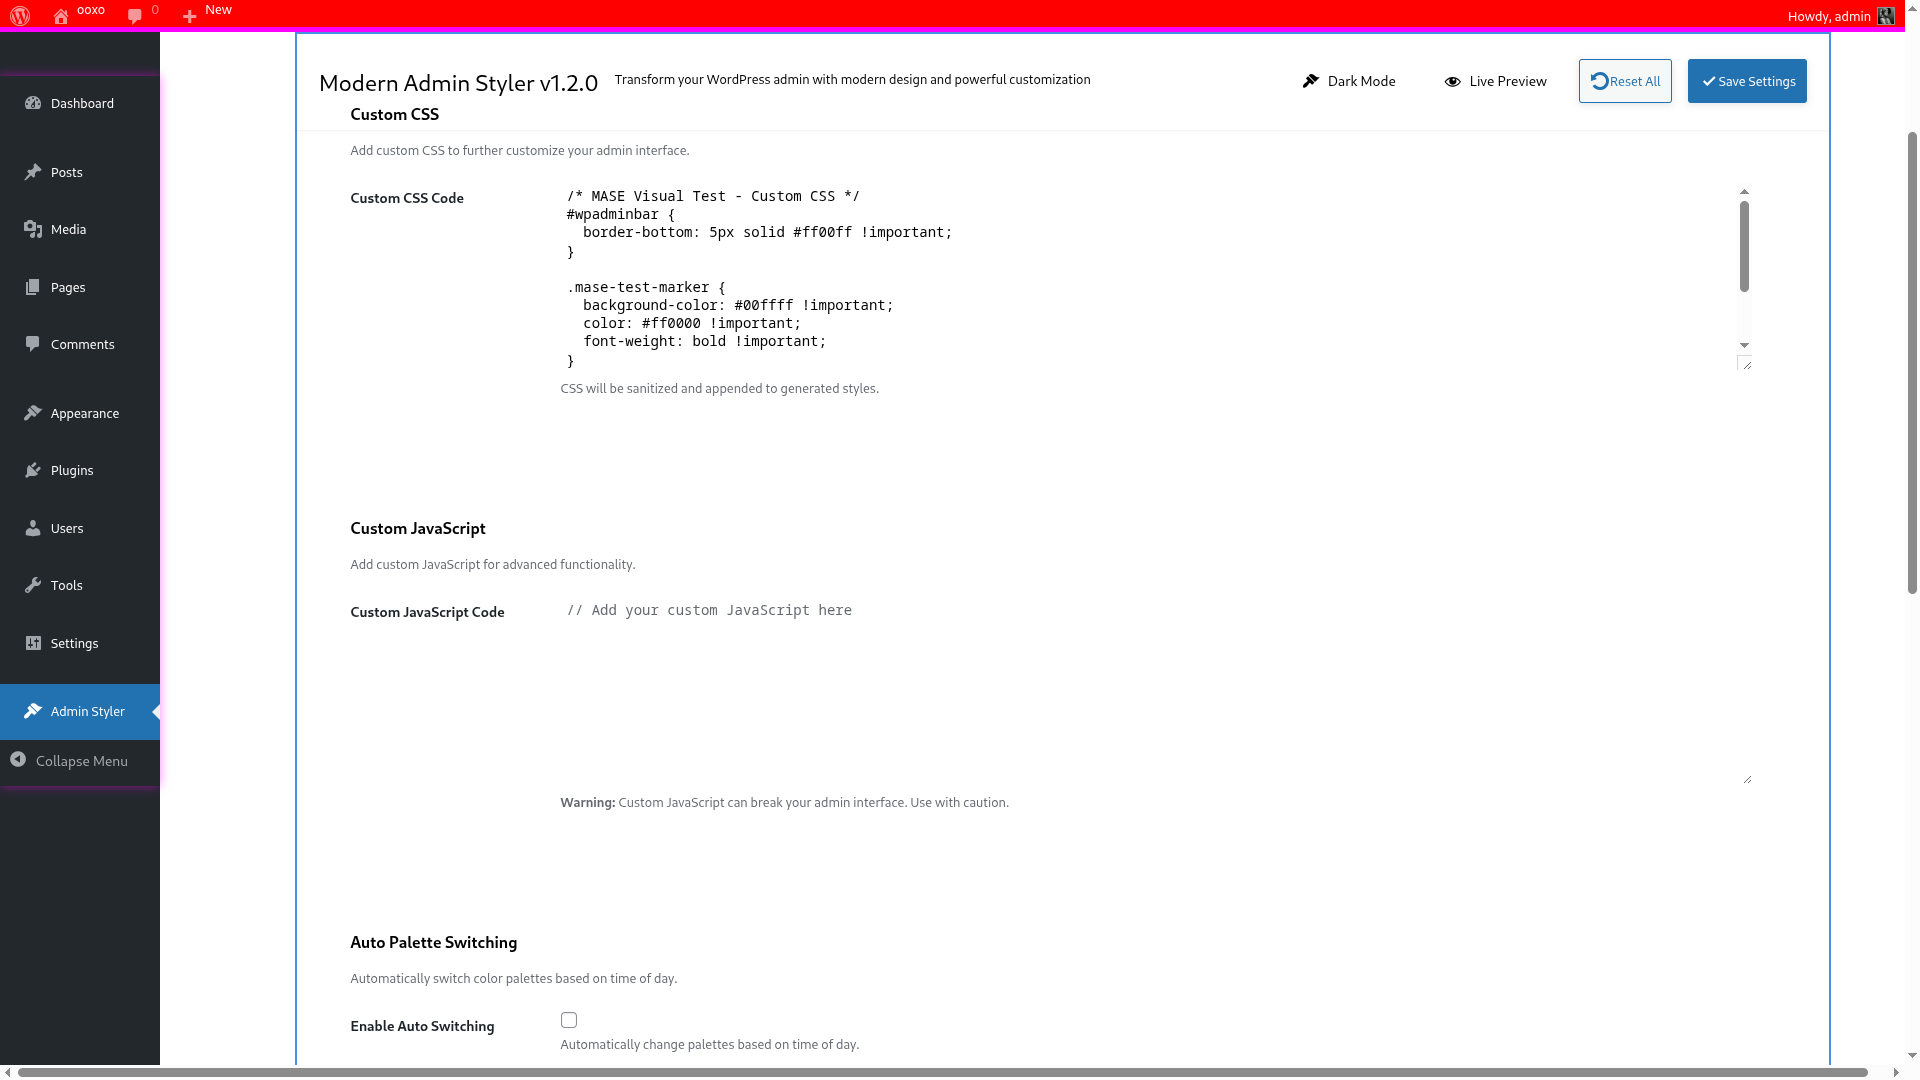 ooxo
0
New
Howdy, admin
Dashboard
Posts
Media
Pages
Comments
Appearance
Plugins
Users
Tools
Settings
Admin Styler
Collapse Menu
Modern Admin Styler v1.2.0
Transform your WordPress admin with modern design and powerful customization
Dark Mode
Live Preview
Reset All
Save Settings
Custom CSS
Add custom CSS to further customize your admin interface.
Custom CSS Code
/* MASE Visual Test - Custom CSS */
#wpadminbar {
  border-bottom: 5px solid #ff00ff !important;
}
.mase-test-marker {
  background-color: #00ffff !important;
  color: #ff0000 !important;
  font-weight: bold !important;
}
CSS will be sanitized and appended to generated styles.
Custom JavaScript
Add custom JavaScript for advanced functionality.
Custom JavaScript Code
// Add your custom JavaScript here
Warning: Custom JavaScript can break your admin interface. Use with caution.
Auto Palette Switching
Automatically switch color palettes based on time of day.
Enable Auto Switching
Automatically change palettes based on time of day.